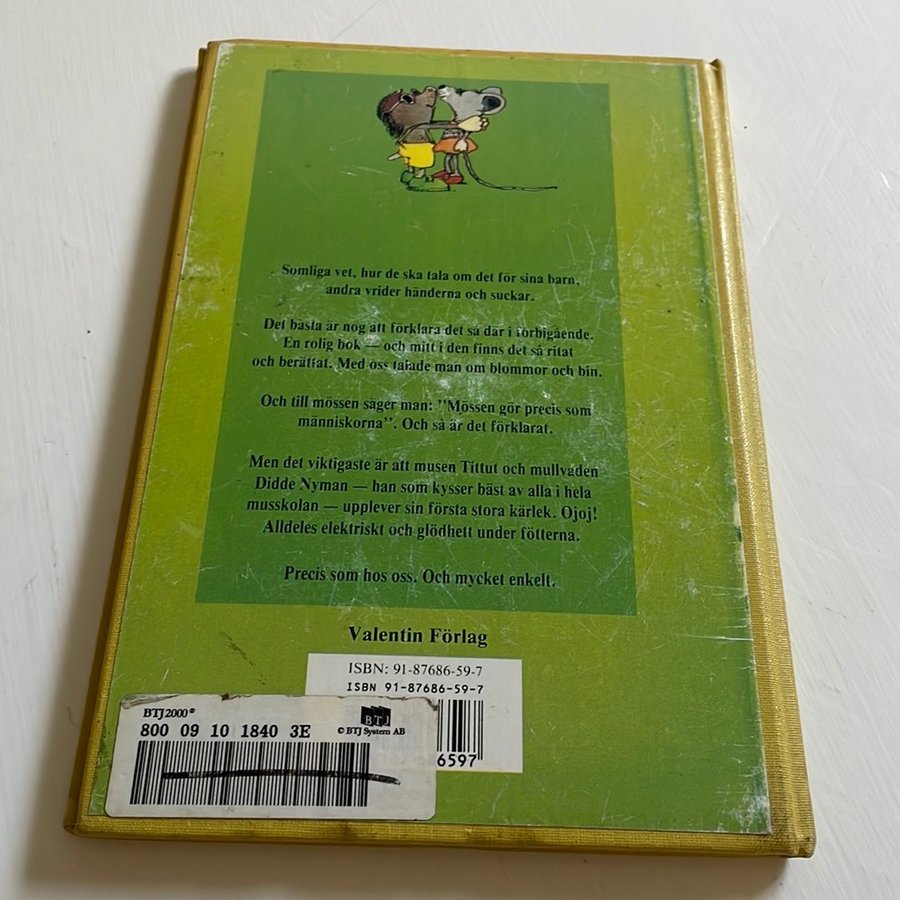 Somliga vet, hur de ska tala om det för sina barn,
andra vrider händerna och suckar.
Det bästa är nog att förklara det så där i förbigående.
En rolig bok — och mitt i den finns det så ritat
och berättat. Med oss talade man om blommor och bin.
Och till mössen säger man: "Mössen gör precis som
människorna". Och så är det förklarat.
Men det viktigaste är att musen Tittut och mullvaden
Didde Nyman — han som kysser bäst av alla i hela
musskolan — upplever sin första stora kärlek. Ojoj!
Alldeles elektriskt och glödhett under fötterna.
Precis som hos oss. Och mycket enkelt.
Valentin Förlag
ISBN: 91-87686-59-7
ISBN 91-87686-59-7
6597
BTJ2000®
BTJ
800 09 10 1840 3E
© BTJ System AB